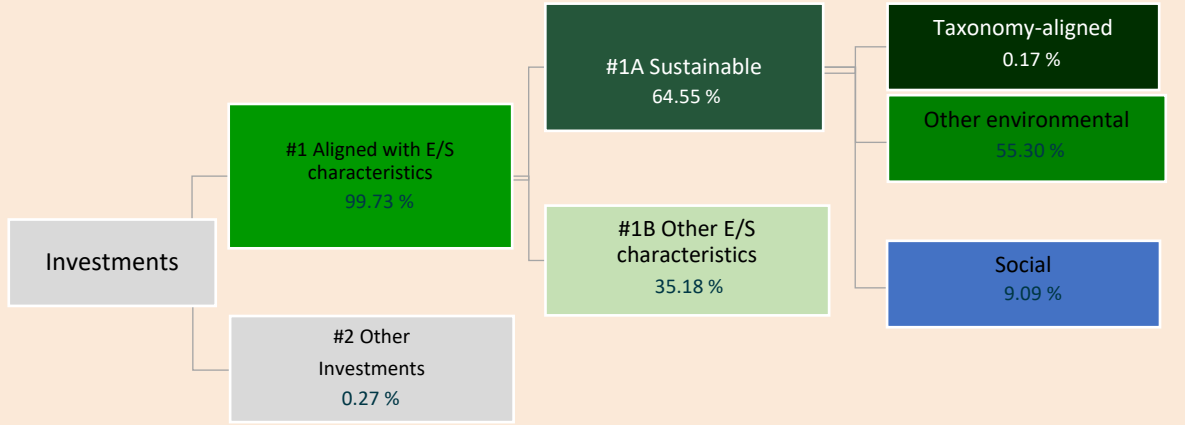 Investments
#1 Aligned with E/S
characteristics
99.73 %
#2 Other
Investments
0.27 %
#1A Sustainable
64.55 %
#1B Other E/S
characteristics
35.18 %
Taxonomy-aligned
0.17 %
Other environmental
55.30 %
Social
9.09 %